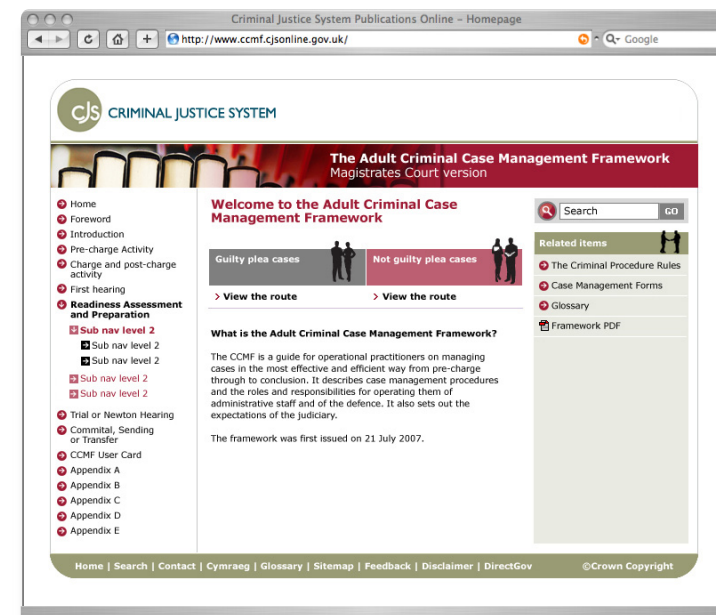 Criminal Justice System Publications Online – Homepage
http://www.ccmf.cjsonline.gov.uk/
Google
cjs CRIMINAL JUSTICE SYSTEM
The Adult Criminal Case Management Framework
Magistrates Court version
Home
Foreword
Introduction
Pre-charge Activity
Charge and post-charge
activity
First hearing
Readiness Assessment
and Preparation
Sub nav level 2
Sub nav level 2
Sub nav level 2
Sub nav level 2
Sub nav level 2
Trial or Newton Hearing
Commital, Sending
or Transfer
CCMF User Card
Appendix A
Appendix B
Appendix C
Appendix D
Appendix E
Welcome to the Adult Criminal Case
Management Framework
Guilty plea cases
View the route
Not guilty plea cases
View the route
What is the Adult Criminal Case Management Framework?
The CCMF is a guide for operational practitioners on managing
cases in the most effective and efficient way from pre-charge
through to conclusion. It describes case management procedures
and the roles and responsibilities for operating them of
administrative staff and of the defence. It also sets out the
expectations of the judiciary.
The framework was first issued on 21 July 2007.
Search GO
Related items
The Criminal Procedure Rules
Case Management Forms
Glossary
Framework PDF
Home | Search | Contact | Cymraeg | Glossary | Sitemap | Feedback | Disclaimer | DirectGov ©Crown Copyright